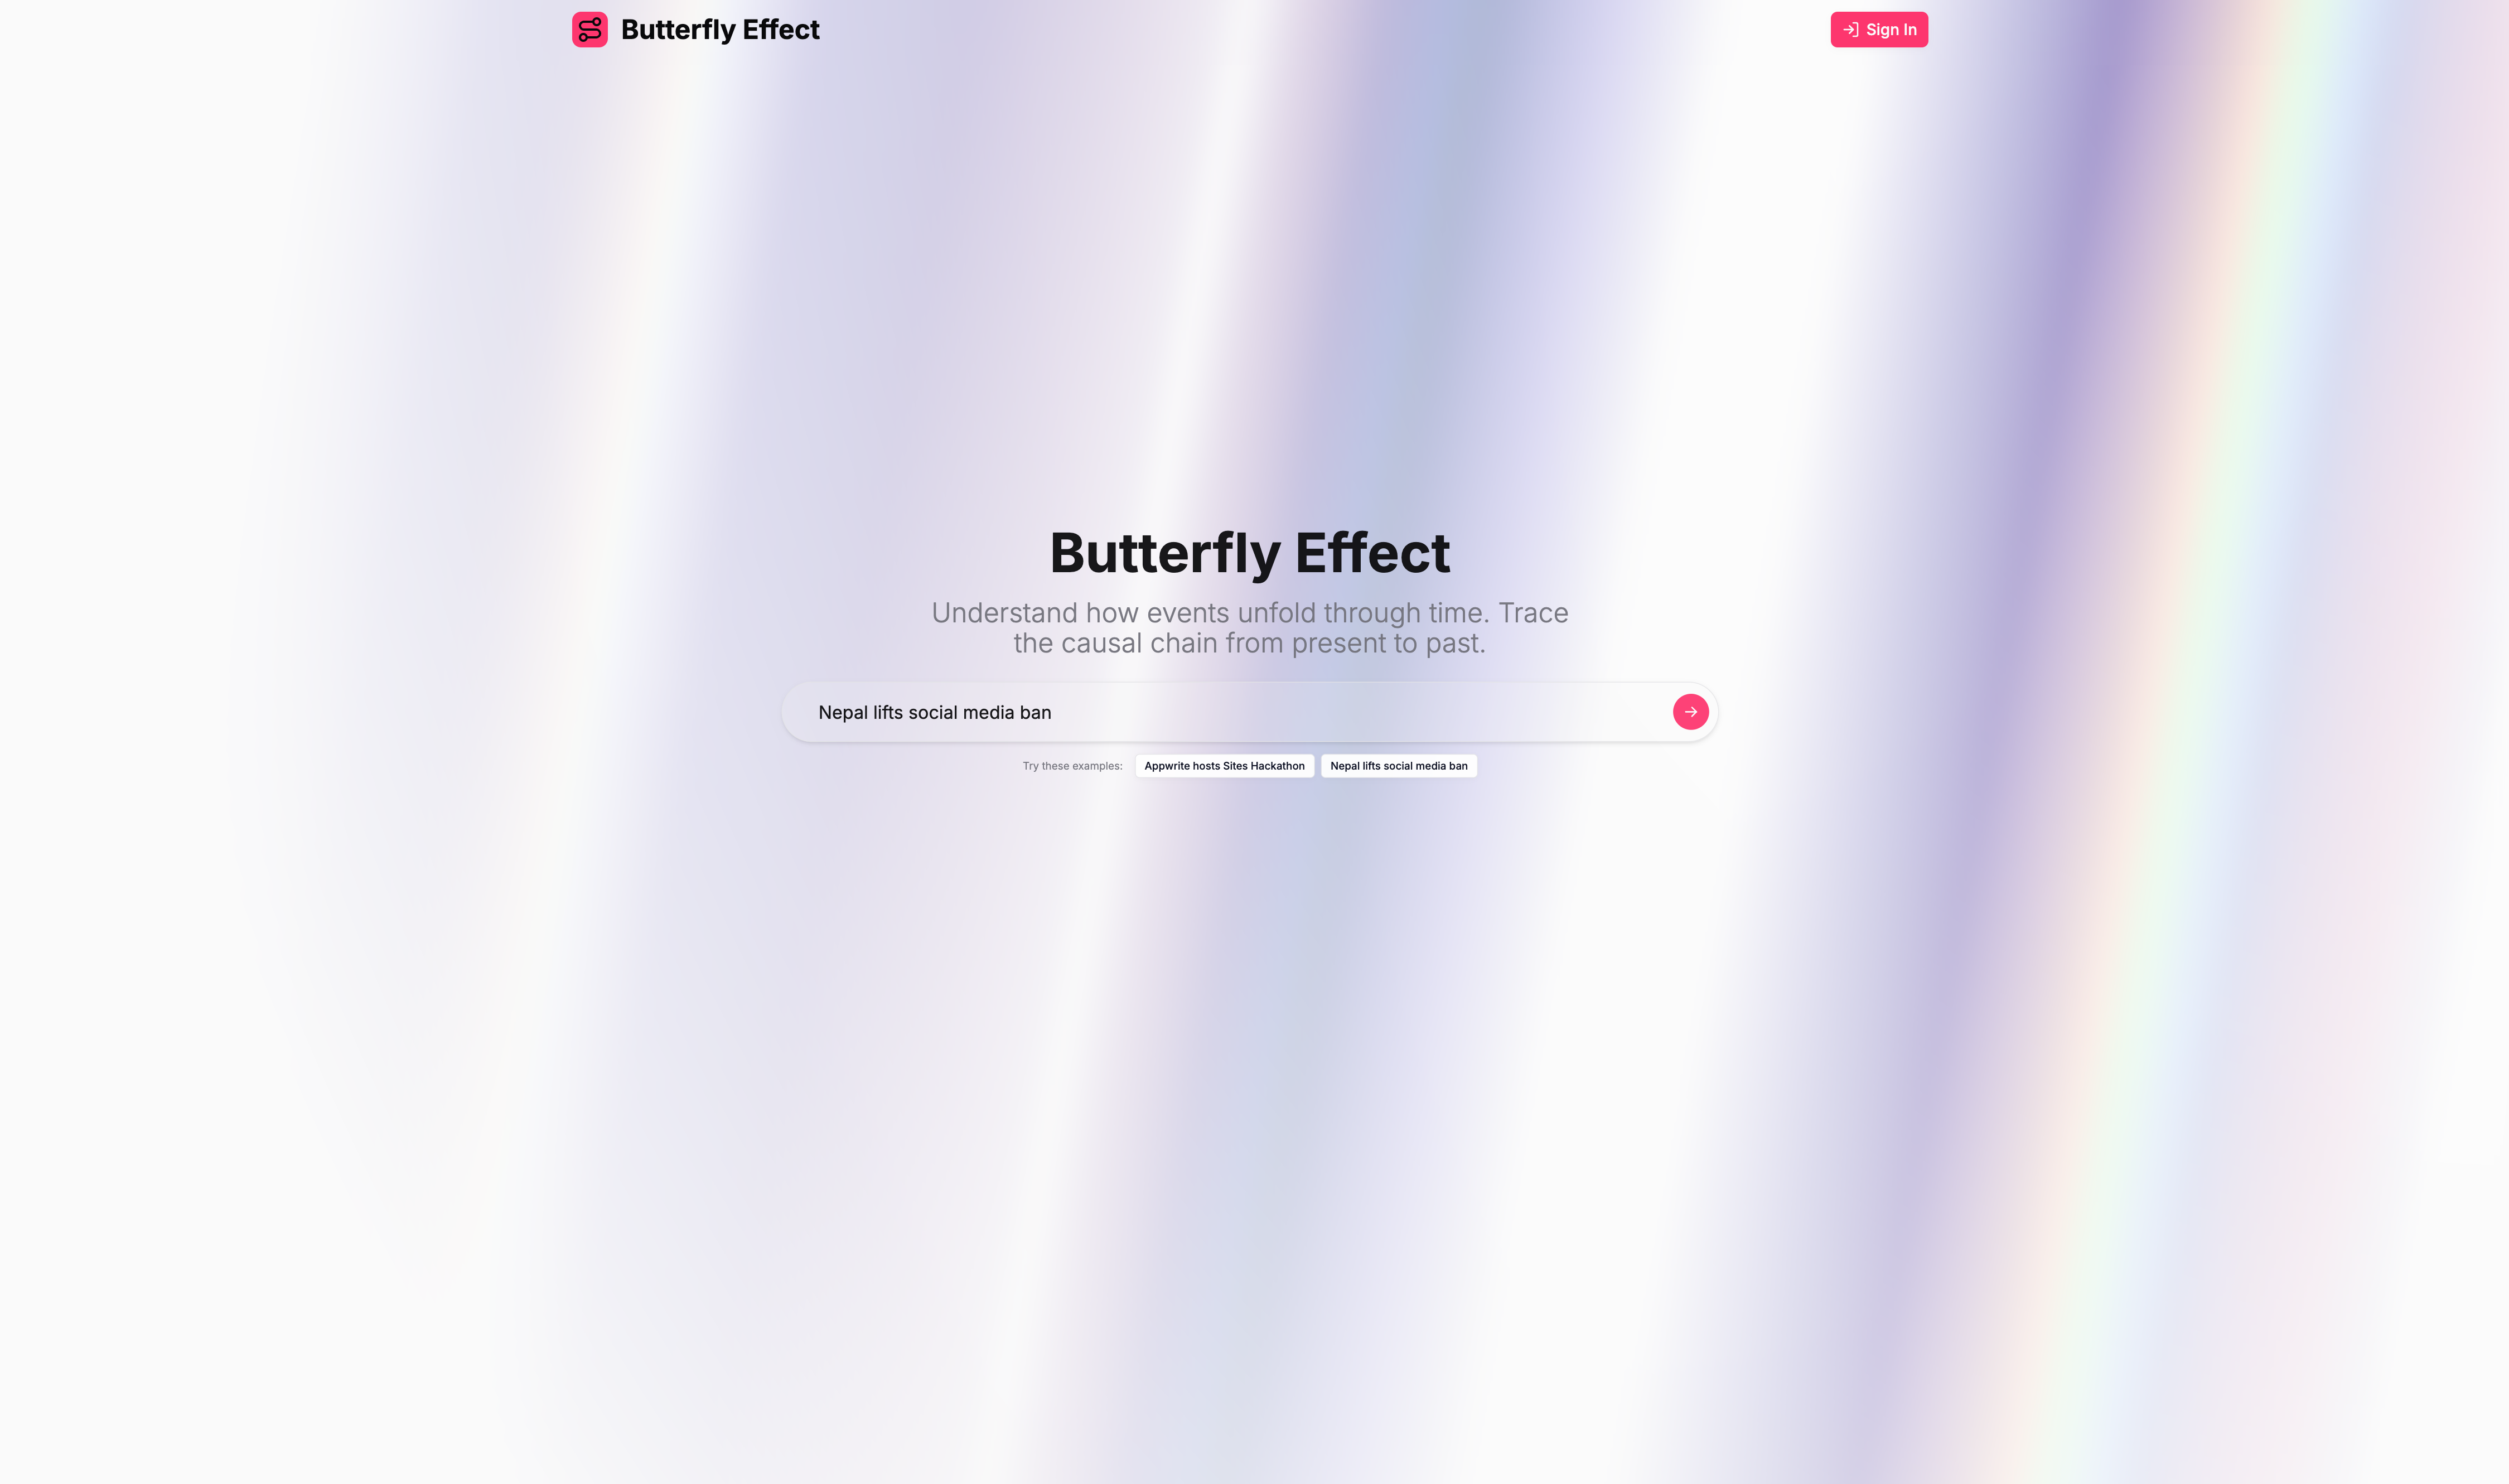 Butterfly Effect
Sign In
Butterfly Effect
Understand how events unfold through time. Trace
the causal chain from present to past.
Nepal lifts social media ban
Try these examples: Appwrite hosts Sites Hackathon Nepal lifts social media ban